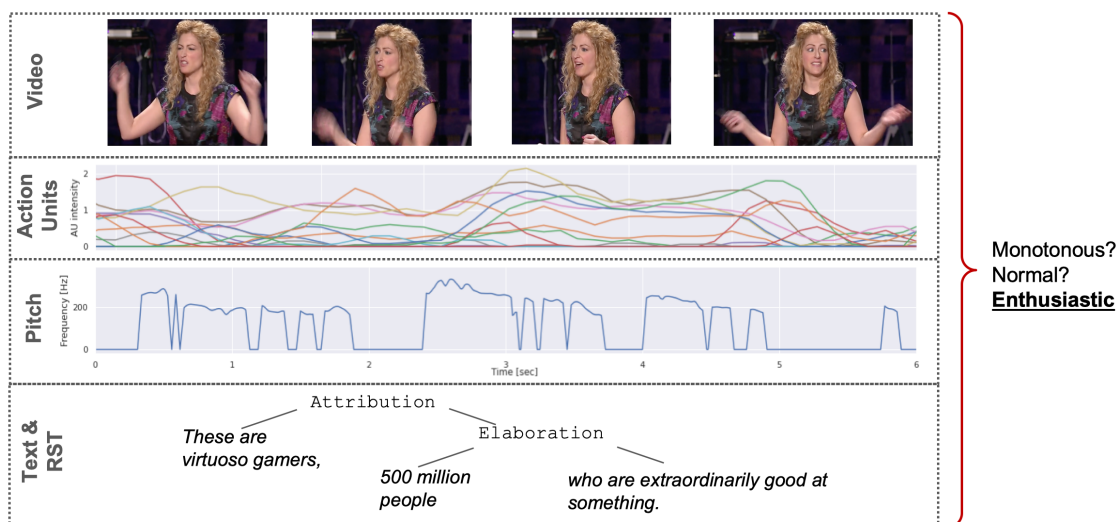 Video
Action
Units
AU intensity
2
1
0
Pitch
Frequency [Hz]
200
0
0
1
2
3
4
5
6
Time [sec]
Text &
RST
Attribution
These are
virtuoso gamers,
Elaboration
500 million
people
who are extraordinarily good at
something.
Monotonous?
Normal?
Enthusiastic